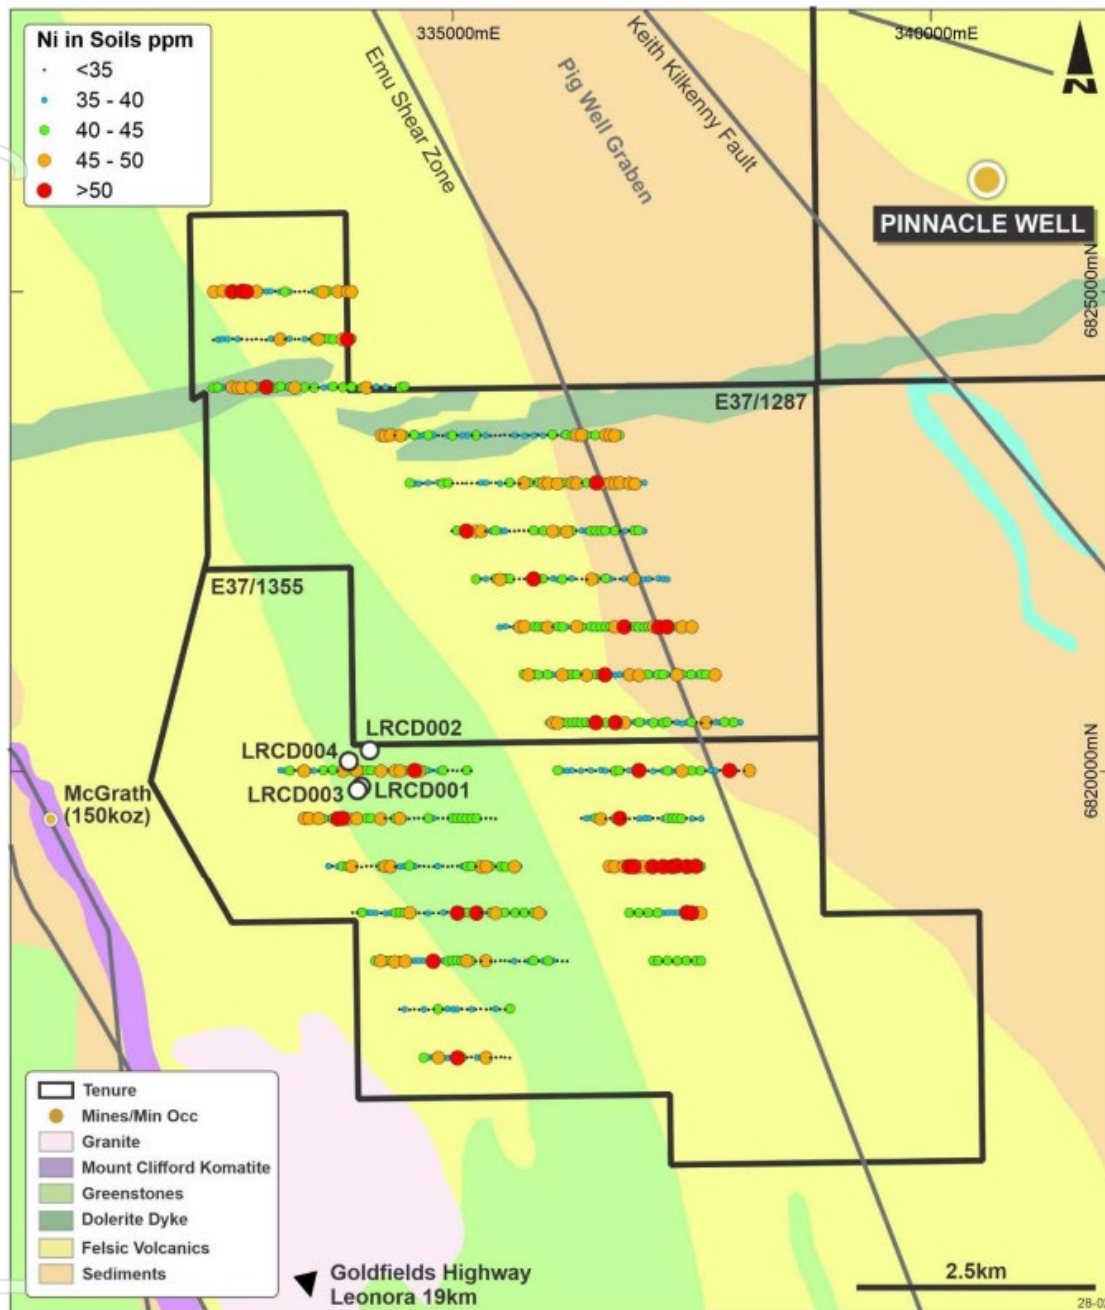 Ni in Soils ppm
<35
35 - 40
40 - 45
45 - 50
>50
335000mE
340000mE
N
Emu Shear Zone
Pig Well Graben
Keith Kilkenny Fault
PINNACLE WELL
6825000mN
E37/1287
E37/1355
LRCD002
LRCD004
LRCD003
LRCD001
McGrath
(150koz)
6820000mN
Tenure
Mines/Min Occ
Granite
Mount Clifford Komatite
Greenstones
Dolerite Dyke
Felsic Volcanics
Sediments
Goldfields Highway
Leonora 19km
2.5km